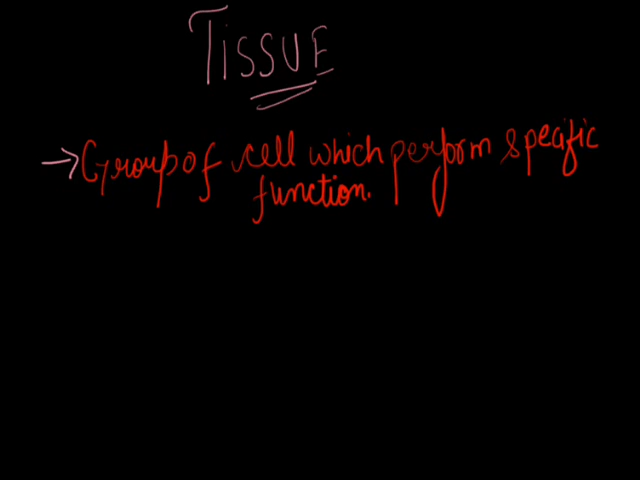 TISSUE
→ Group of cell which perform specific
function.